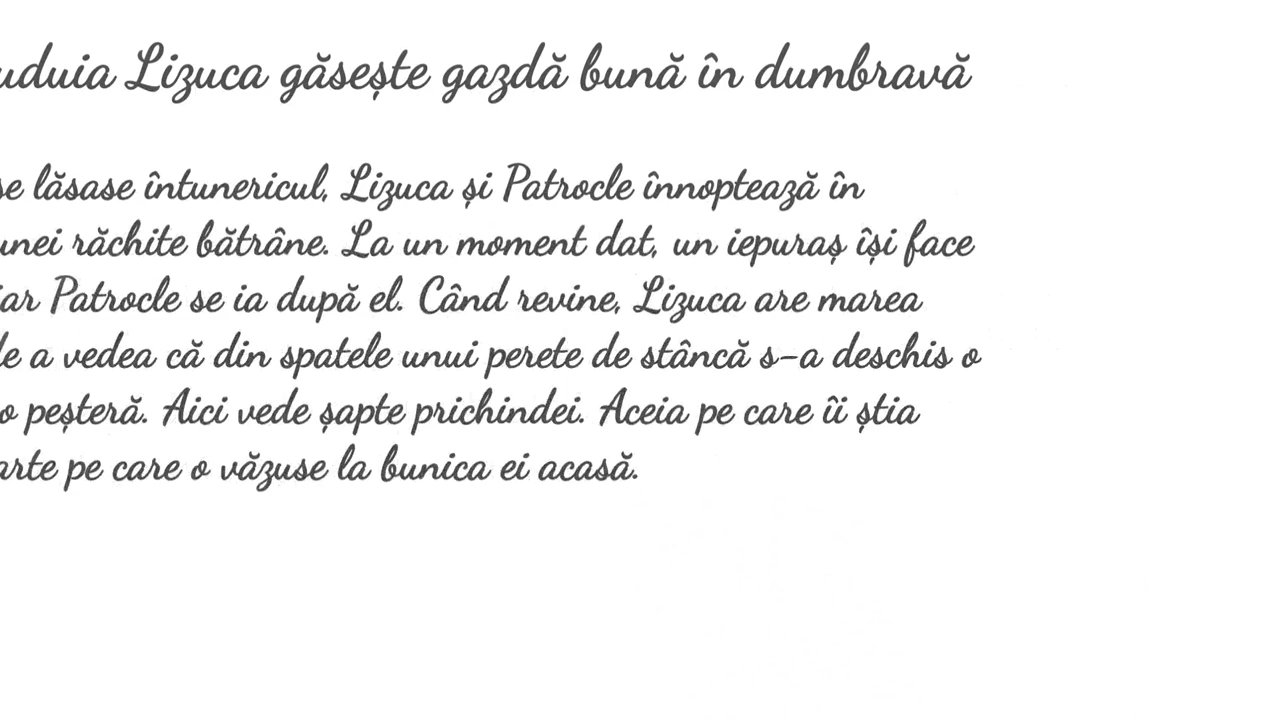 uduia Lizuca găsește gazdă bună în dumbravă
se lăsase întunericul, Lizuca și Patrocle înnoptează în
unei răchite bătrâne. La un moment dat, un iepuraș își face
iar Patrocle se ia după el. Când revine, Lizuca are marea
de a vedea că din spatele unui perete de stâncă s-a deschis o
o peșteră. Aici vede șapte prichindei. Aceia pe care îi știa
arte pe care o văzuse la bunica ei acasă.